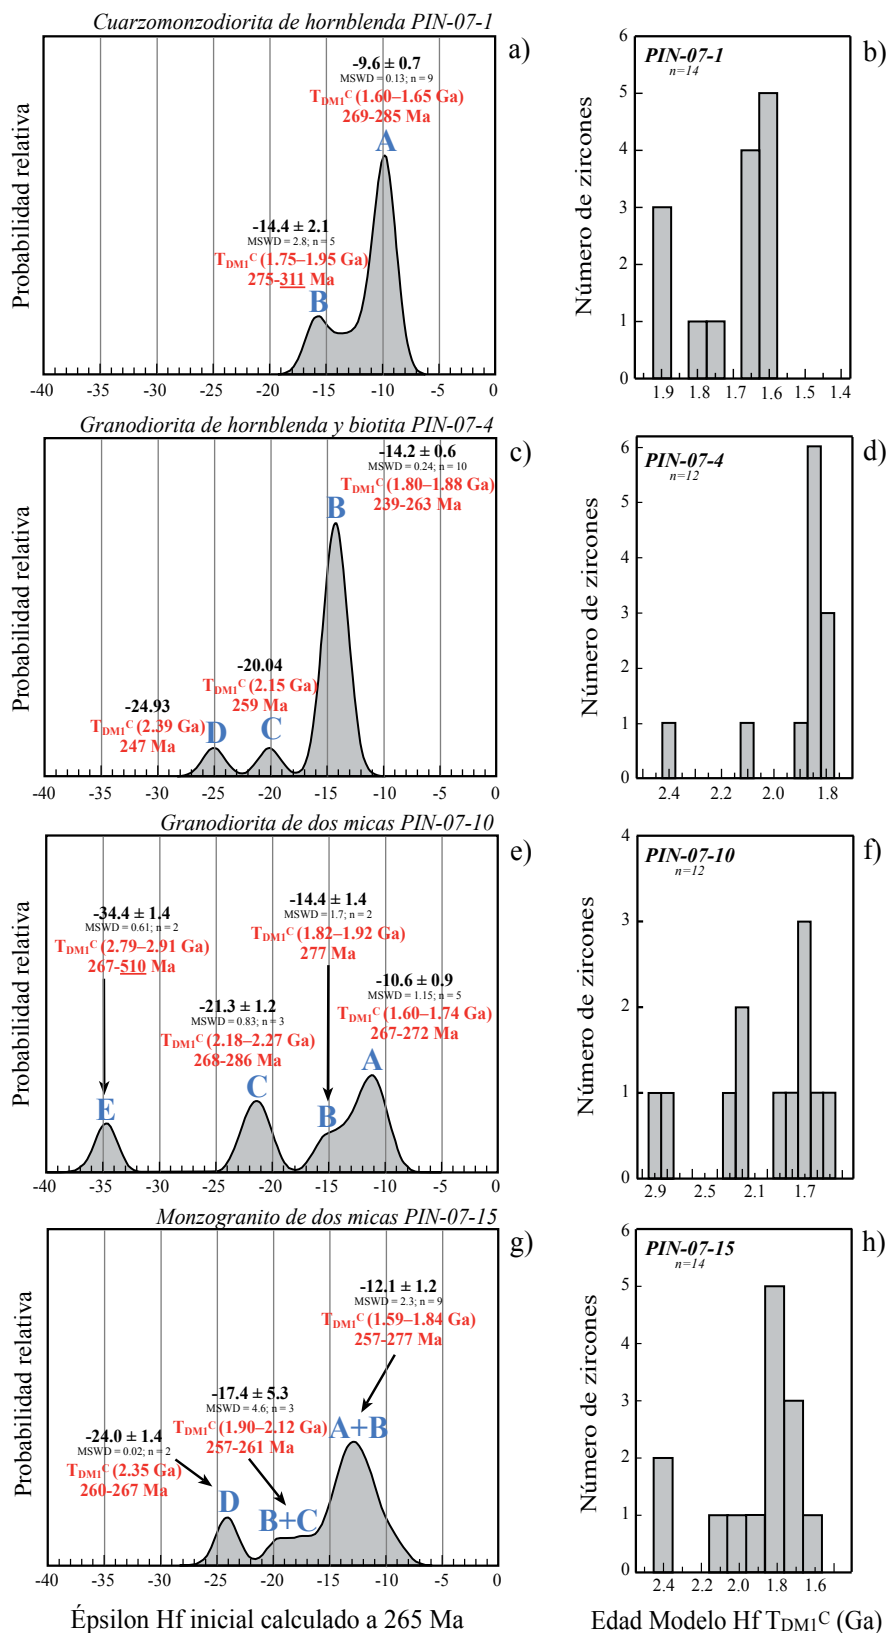 Cuarzomonzodiorita de hornblenda PIN-07-1
a)
Probabilidad relativa
-9.6 ± 0.7
MSWD = 0.13; n = 9
TDM1C (1.60–1.65 Ga)
269-285 Ma
A
-14.4 ± 2.1
MSWD = 2.8; n = 5
TDM1C (1.75–1.95 Ga)
275-311 Ma
B
-40 -35 -30 -25 -20 -15 -10 -5 0
b)
PIN-07-1
n=14
Número de zircones
6
5
4
3
2
1
0
1.9 1.8 1.7 1.6 1.5 1.4
Granodiorita de hornblenda y biotita PIN-07-4
c)
Probabilidad relativa
-14.2 ± 0.6
MSWD = 0.24; n = 10
TDM1C (1.80–1.88 Ga)
239-263 Ma
B
-20.04
TDM1C (2.15 Ga)
259 Ma
C
-24.93
TDM1C (2.39 Ga)
247 Ma
D
-40 -35 -30 -25 -20 -15 -10 -5 0
d)
PIN-07-4
n=12
Número de zircones
6
5
4
3
2
1
0
2.4 2.2 2.0 1.8
Granodiorita de dos micas PIN-07-10
e)
Probabilidad relativa
-34.4 ± 1.4
MSWD = 0.61; n = 2
TDM1C (2.79–2.91 Ga)
267-510 Ma
E
-21.3 ± 1.2
MSWD = 0.83; n = 3
TDM1C (2.18–2.27 Ga)
268-286 Ma
C
-14.4 ± 1.4
MSWD = 1.7; n = 2
TDM1C (1.82–1.92 Ga)
277 Ma
B
-10.6 ± 0.9
MSWD = 1.15; n = 5
TDM1C (1.60–1.74 Ga)
267-272 Ma
A
-40 -35 -30 -25 -20 -15 -10 -5 0
f)
PIN-07-10
n=12
Número de zircones
4
3
2
1
0
2.9 2.5 2.1 1.7
Monzogranito de dos micas PIN-07-15
g)
Probabilidad relativa
-12.1 ± 1.2
MSWD = 2.3; n = 9
TDM1C (1.59–1.84 Ga)
257-277 Ma
A+B
-17.4 ± 5.3
MSWD = 4.6; n = 3
TDM1C (1.90–2.12 Ga)
257-261 Ma
B+C
-24.0 ± 1.4
MSWD = 0.02; n = 2
TDM1C (2.35 Ga)
260-267 Ma
D
-40 -35 -30 -25 -20 -15 -10 -5 0
Épsilon Hf inicial calculado a 265 Ma
h)
PIN-07-15
n=14
Número de zircones
6
5
4
3
2
1
0
2.4 2.2 2.0 1.8 1.6
Edad Modelo Hf TDM1C (Ga)